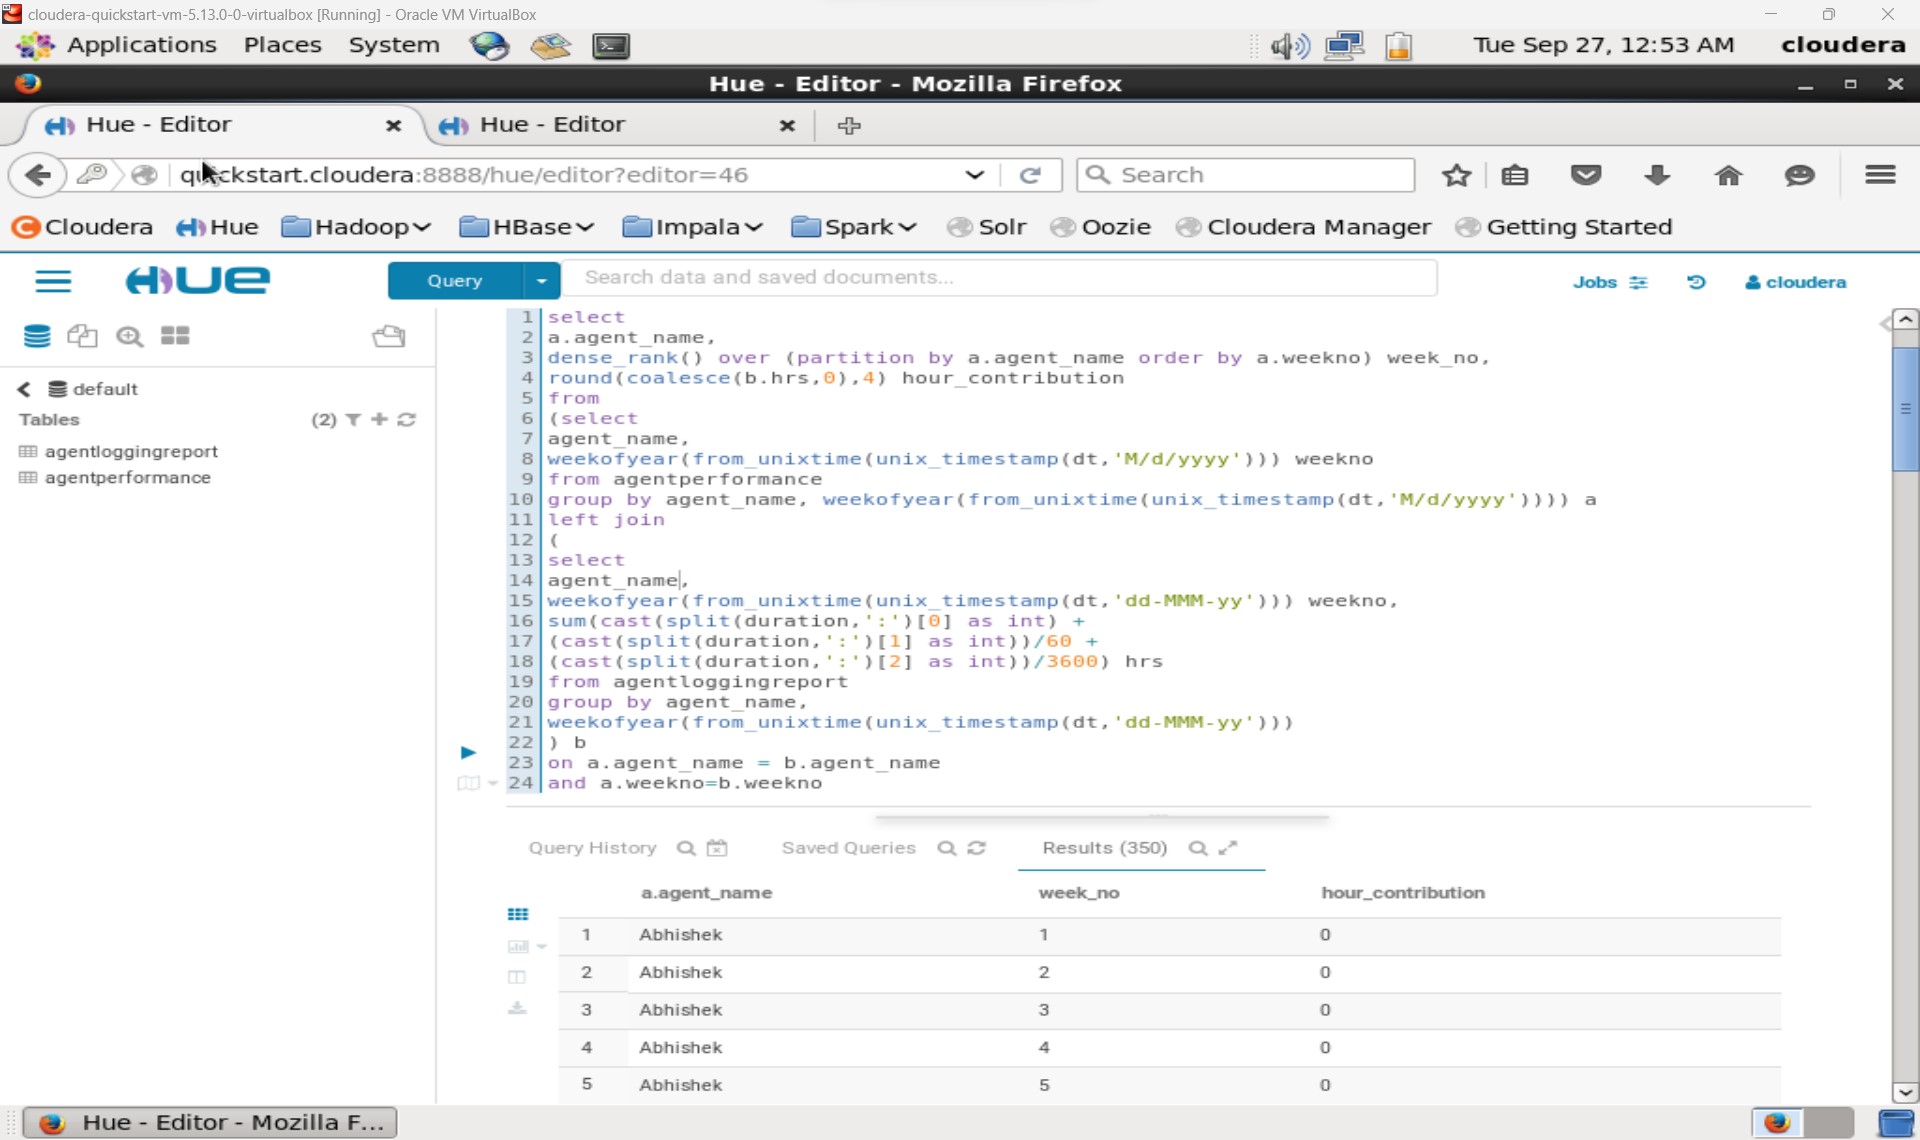 cloudera-quickstart-vm-5.13.0-0-virtualbox [Running] - Oracle VM VirtualBox
Applications Places System Tue Sep 27, 12:53 AM cloudera
Hue - Editor - Mozilla Firefox
Hue - Editor Hue - Editor
quickstart.cloudera:8888/hue/editor?editor=46 Search
Cloudera Hue Hadoop HBase Impala Spark Solr Oozie Cloudera Manager Getting Started
HUE Query Search data and saved documents... Jobs cloudera
default
Tables (2)
agentloggingreport
agentperformance
1 select
2 a.agent_name,
3 dense_rank() over (partition by a.agent_name order by a.weekno) week_no,
4 round(coalesce(b.hrs,0),4) hour_contribution
5 from
6 (select
7 agent_name,
8 weekofyear(from_unixtime(unix_timestamp(dt,'M/d/yyyy'))) weekno
9 from agentperformance
10 group by agent_name, weekofyear(from_unixtime(unix_timestamp(dt,'M/d/yyyy')))) a
11 left join
12 (
13 select
14 agent_name,
15 weekofyear(from_unixtime(unix_timestamp(dt,'dd-MMM-yy'))) weekno,
16 sum(cast(split(duration,':')[0] as int) +
17 (cast(split(duration,':')[1] as int))/60 +
18 (cast(split(duration,':')[2] as int))/3600) hrs
19 from agentloggingreport
20 group by agent_name,
21 weekofyear(from_unixtime(unix_timestamp(dt,'dd-MMM-yy')))
22 ) b
23 on a.agent_name = b.agent_name
24 and a.weekno=b.weekno
Query History Saved Queries Results (350)
a.agent_name week_no hour_contribution
1 Abhishek 1 0
2 Abhishek 2 0
3 Abhishek 3 0
4 Abhishek 4 0
5 Abhishek 5 0
Hue - Editor - Mozilla F...